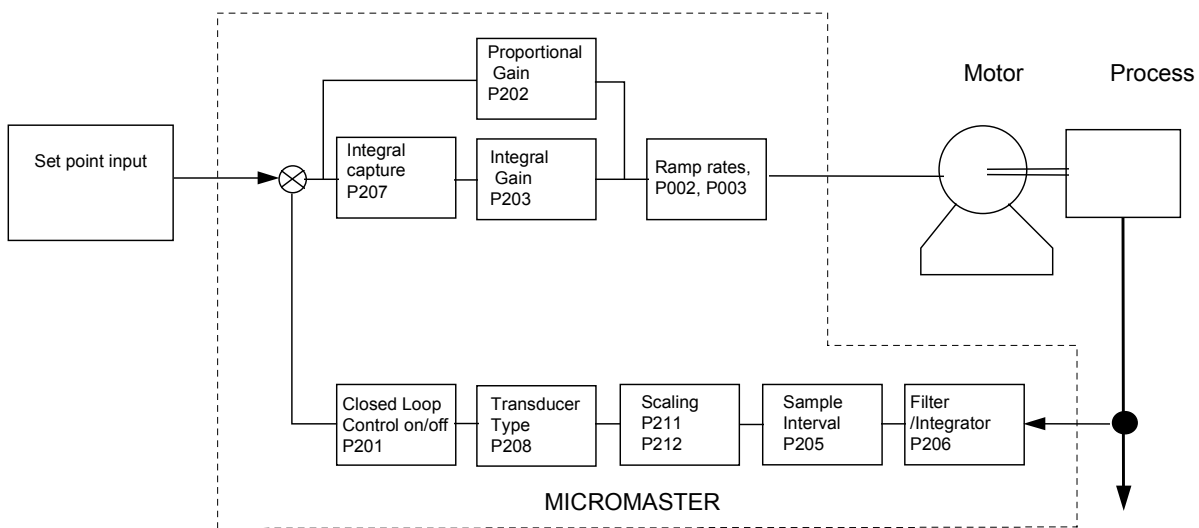 Proportional
Gain
P202
Motor
Process
Set point input
Integral
capture
P207
Integral
Gain
P203
Ramp rates,
P002, P003
Closed Loop
Control on/off
P201
Transducer
Type
P208
Scaling
P211
P212
Sample
Interval
P205
Filter
/Integrator
P206
MICROMASTER